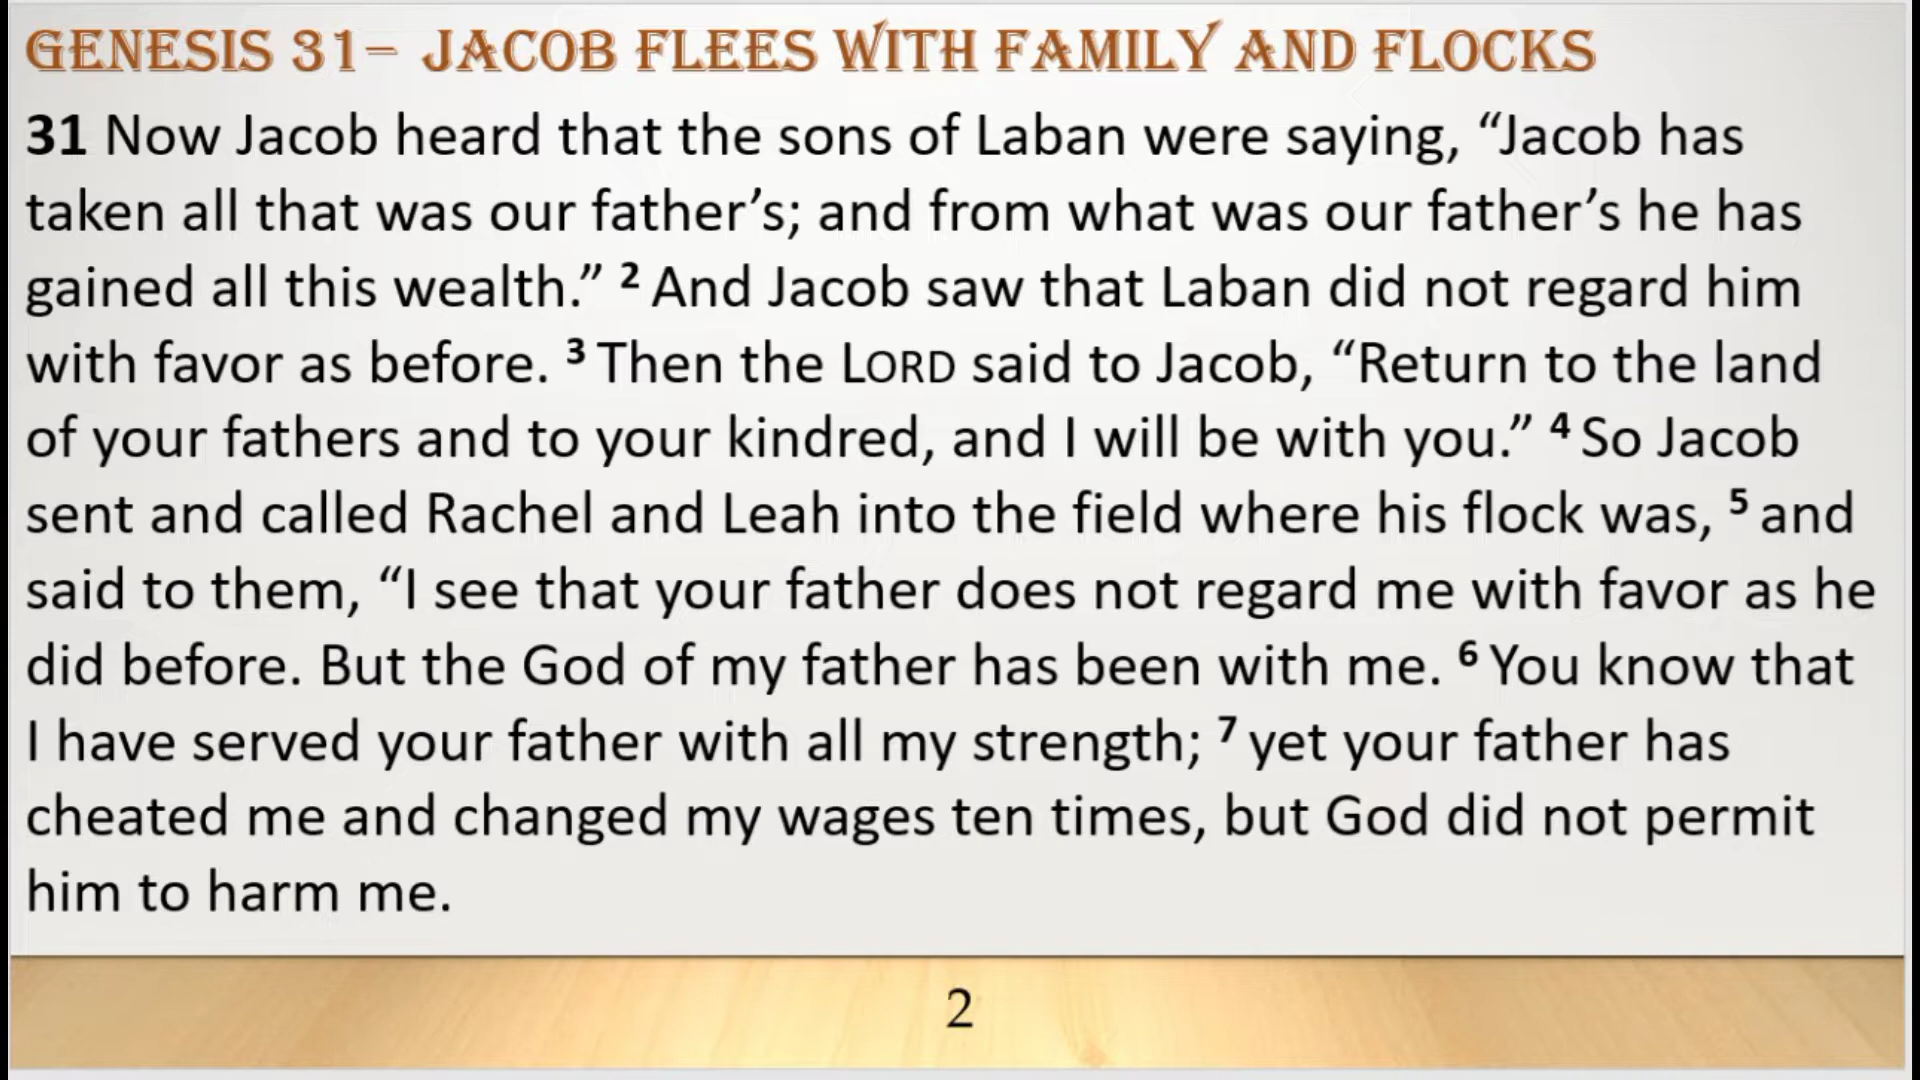 GENESIS 31– JACOB FLEES WITH FAMILY AND FLOCKS
31 Now Jacob heard that the sons of Laban were saying, “Jacob has
taken all that was our father’s; and from what was our father’s he has
gained all this wealth.” 2 And Jacob saw that Laban did not regard him
with favor as before. 3 Then the LORD said to Jacob, “Return to the land
of your fathers and to your kindred, and I will be with you.” 4 So Jacob
sent and called Rachel and Leah into the field where his flock was, 5 and
said to them, “I see that your father does not regard me with favor as he
did before. But the God of my father has been with me. 6 You know that
I have served your father with all my strength; 7 yet your father has
cheated me and changed my wages ten times, but God did not permit
him to harm me.
2